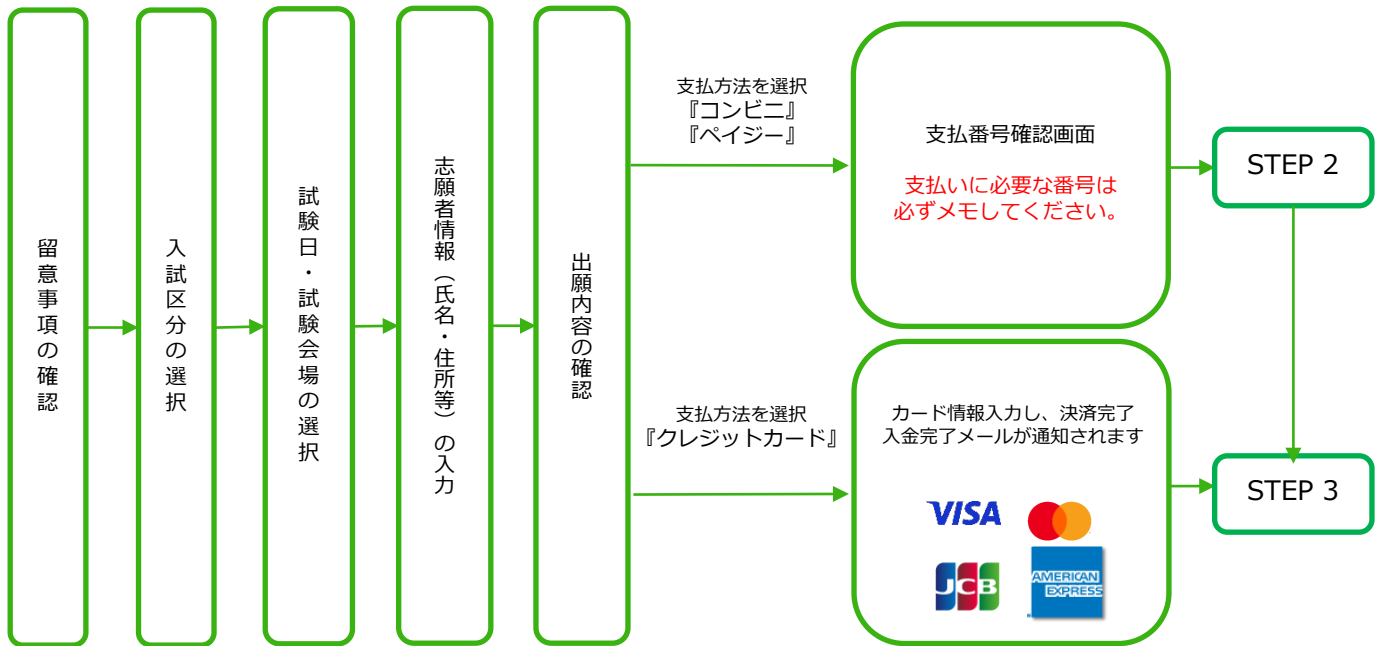 留意事項の確認
入試区分の選択
試験日・試験会場の選択
志願者情報（氏名・住所等）の入力
出願内容の確認
支払方法を選択
『コンビニ』
『ペイジー』
支払番号確認画面
支払いに必要な番号は
必ずメモしてください。
STEP 2
支払方法を選択
『クレジットカード』
カード情報入力し、決済完了
入金完了メールが通知されます
VISA
JCB
AMERICAN
EXPRESS
STEP 3